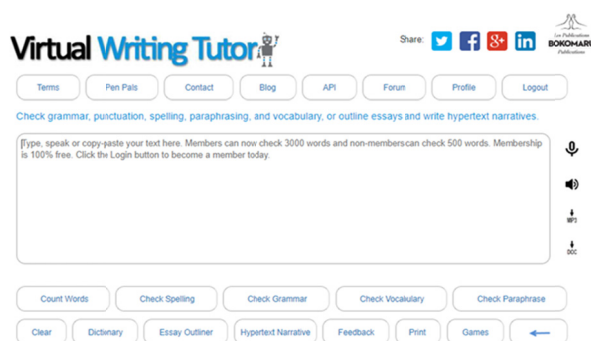 Virtual Writing Tutor
Share:
Len Publications
BOKOMARU
Publications
Terms Pen Pals Contact Blog API Forun Profile Logout
Check grammar, punctuation, spelling, paraphrasing, and vocabulary, or outline essays and write hypertext narratives.
Type, speak or copy-paste your text here. Members can now check 3000 words and non-memberscan check 500 words. Membership
is 100% free. Click the Login button to become a member today.
MP3
DOC
Count Words Check Spelling Check Grammar Check Vocabulary Check Paraphrase
Clear Dictionary Essay Outliner Hypertext Narrative Feedback Print Games